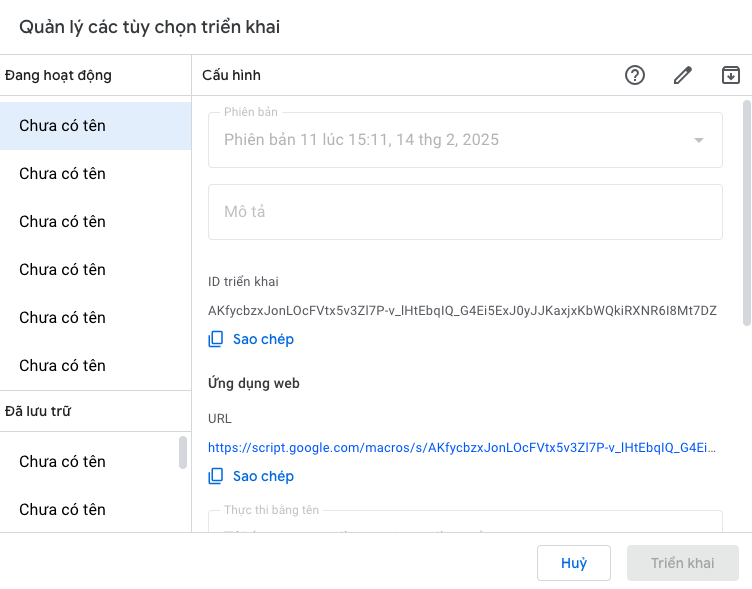 Quản lý các tùy chọn triển khai
Đang hoạt động
Cấu hình
Chưa có tên
Chưa có tên
Chưa có tên
Chưa có tên
Chưa có tên
Chưa có tên
Đã lưu trữ
Chưa có tên
Chưa có tên
Phiên bản
Phiên bản 11 lúc 15:11, 14 thg 2, 2025
Mô tả
ID triển khai
AKfycbzxJonLOcFVtx5v3Zl7P-v_lHtEbqIQ_G4Ei5ExJ0yJJKaxjxKbWQkiRXNR6I8Mt7DZ
Sao chép
Ứng dụng web
URL
https://script.google.com/macros/s/AKfycbzxJonLOcFVtx5v3Zl7P-v_lHtEbqIQ_G4Ei...
Sao chép
Thực thi bằng tên
Huỷ
Triển khai